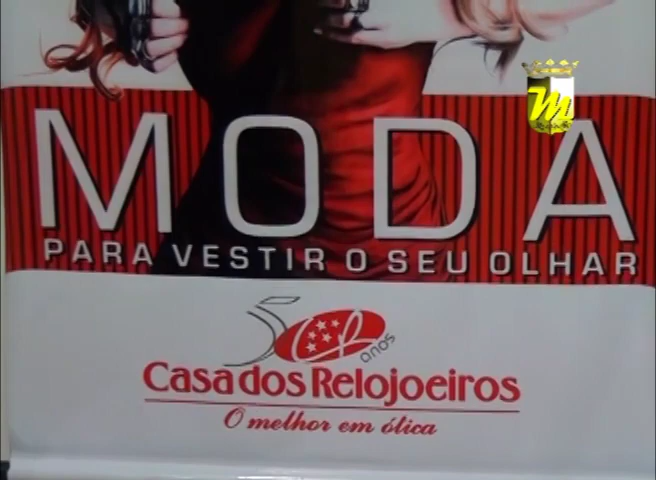 M
MODA
PARA VESTIR O SEU OLHAR
50 anos
Casa dos Relojoeiros
O melhor em ótica